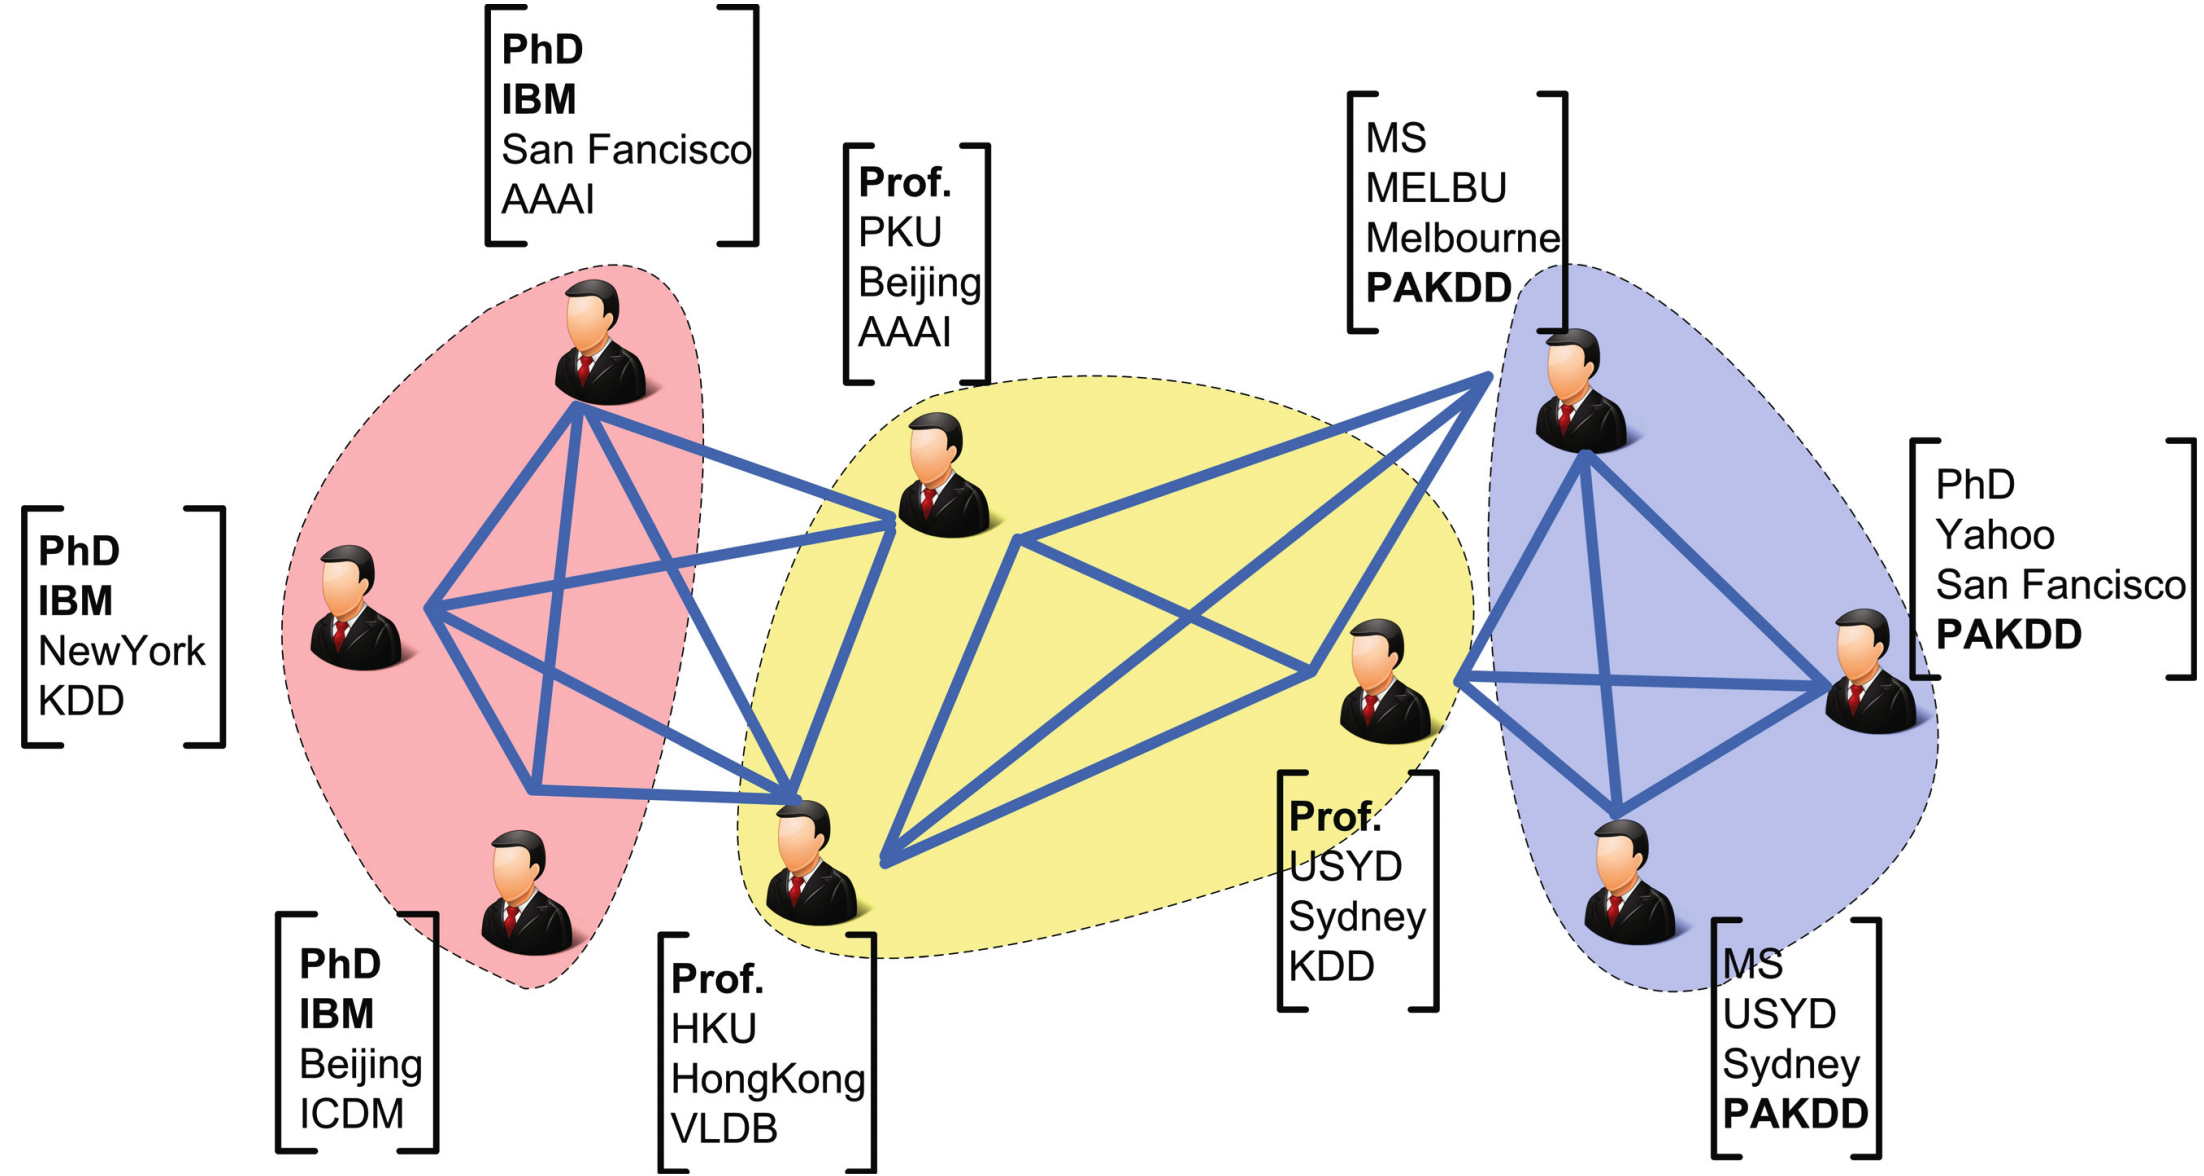 PhD
IBM
San Fancisco
AAAI
Prof.
PKU
Beijing
AAAI
MS
MELBU
Melbourne
PAKDD
PhD
Yahoo
San Fancisco
PAKDD
PhD
IBM
NewYork
KDD
Prof.
USYD
Sydney
KDD
PhD
IBM
Beijing
ICDM
Prof.
HKU
HongKong
VLDB
MS
USYD
Sydney
PAKDD